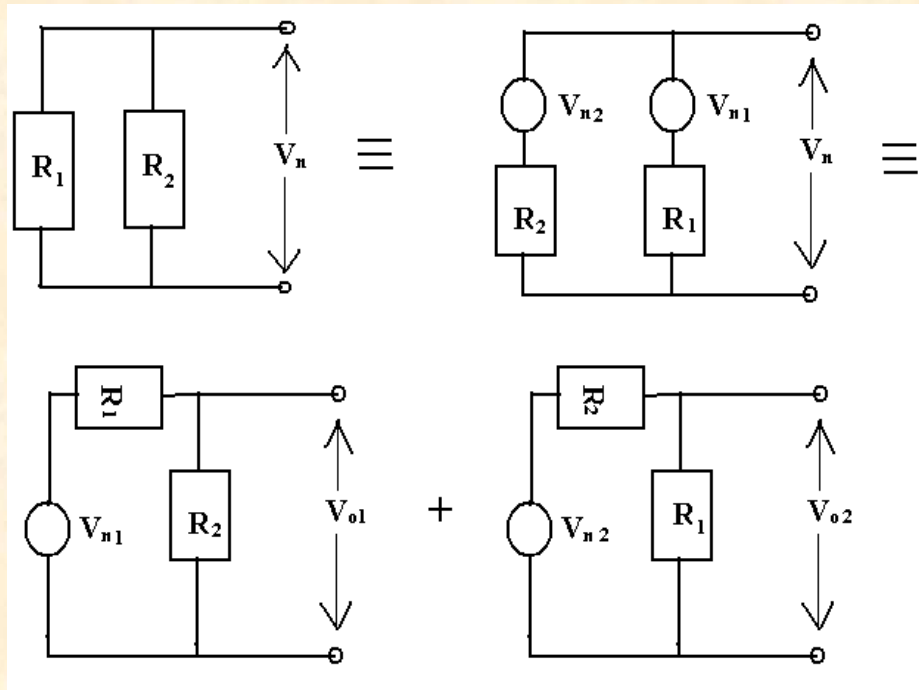 R₁
R₂
Vₙ
≡
Vₙ₂
Vₙ₁
R₂
R₁
Vₙ
≡
R₁
Vₙ₁
R₂
Vₒ₁
+
R₂
Vₙ₂
R₁
Vₒ₂